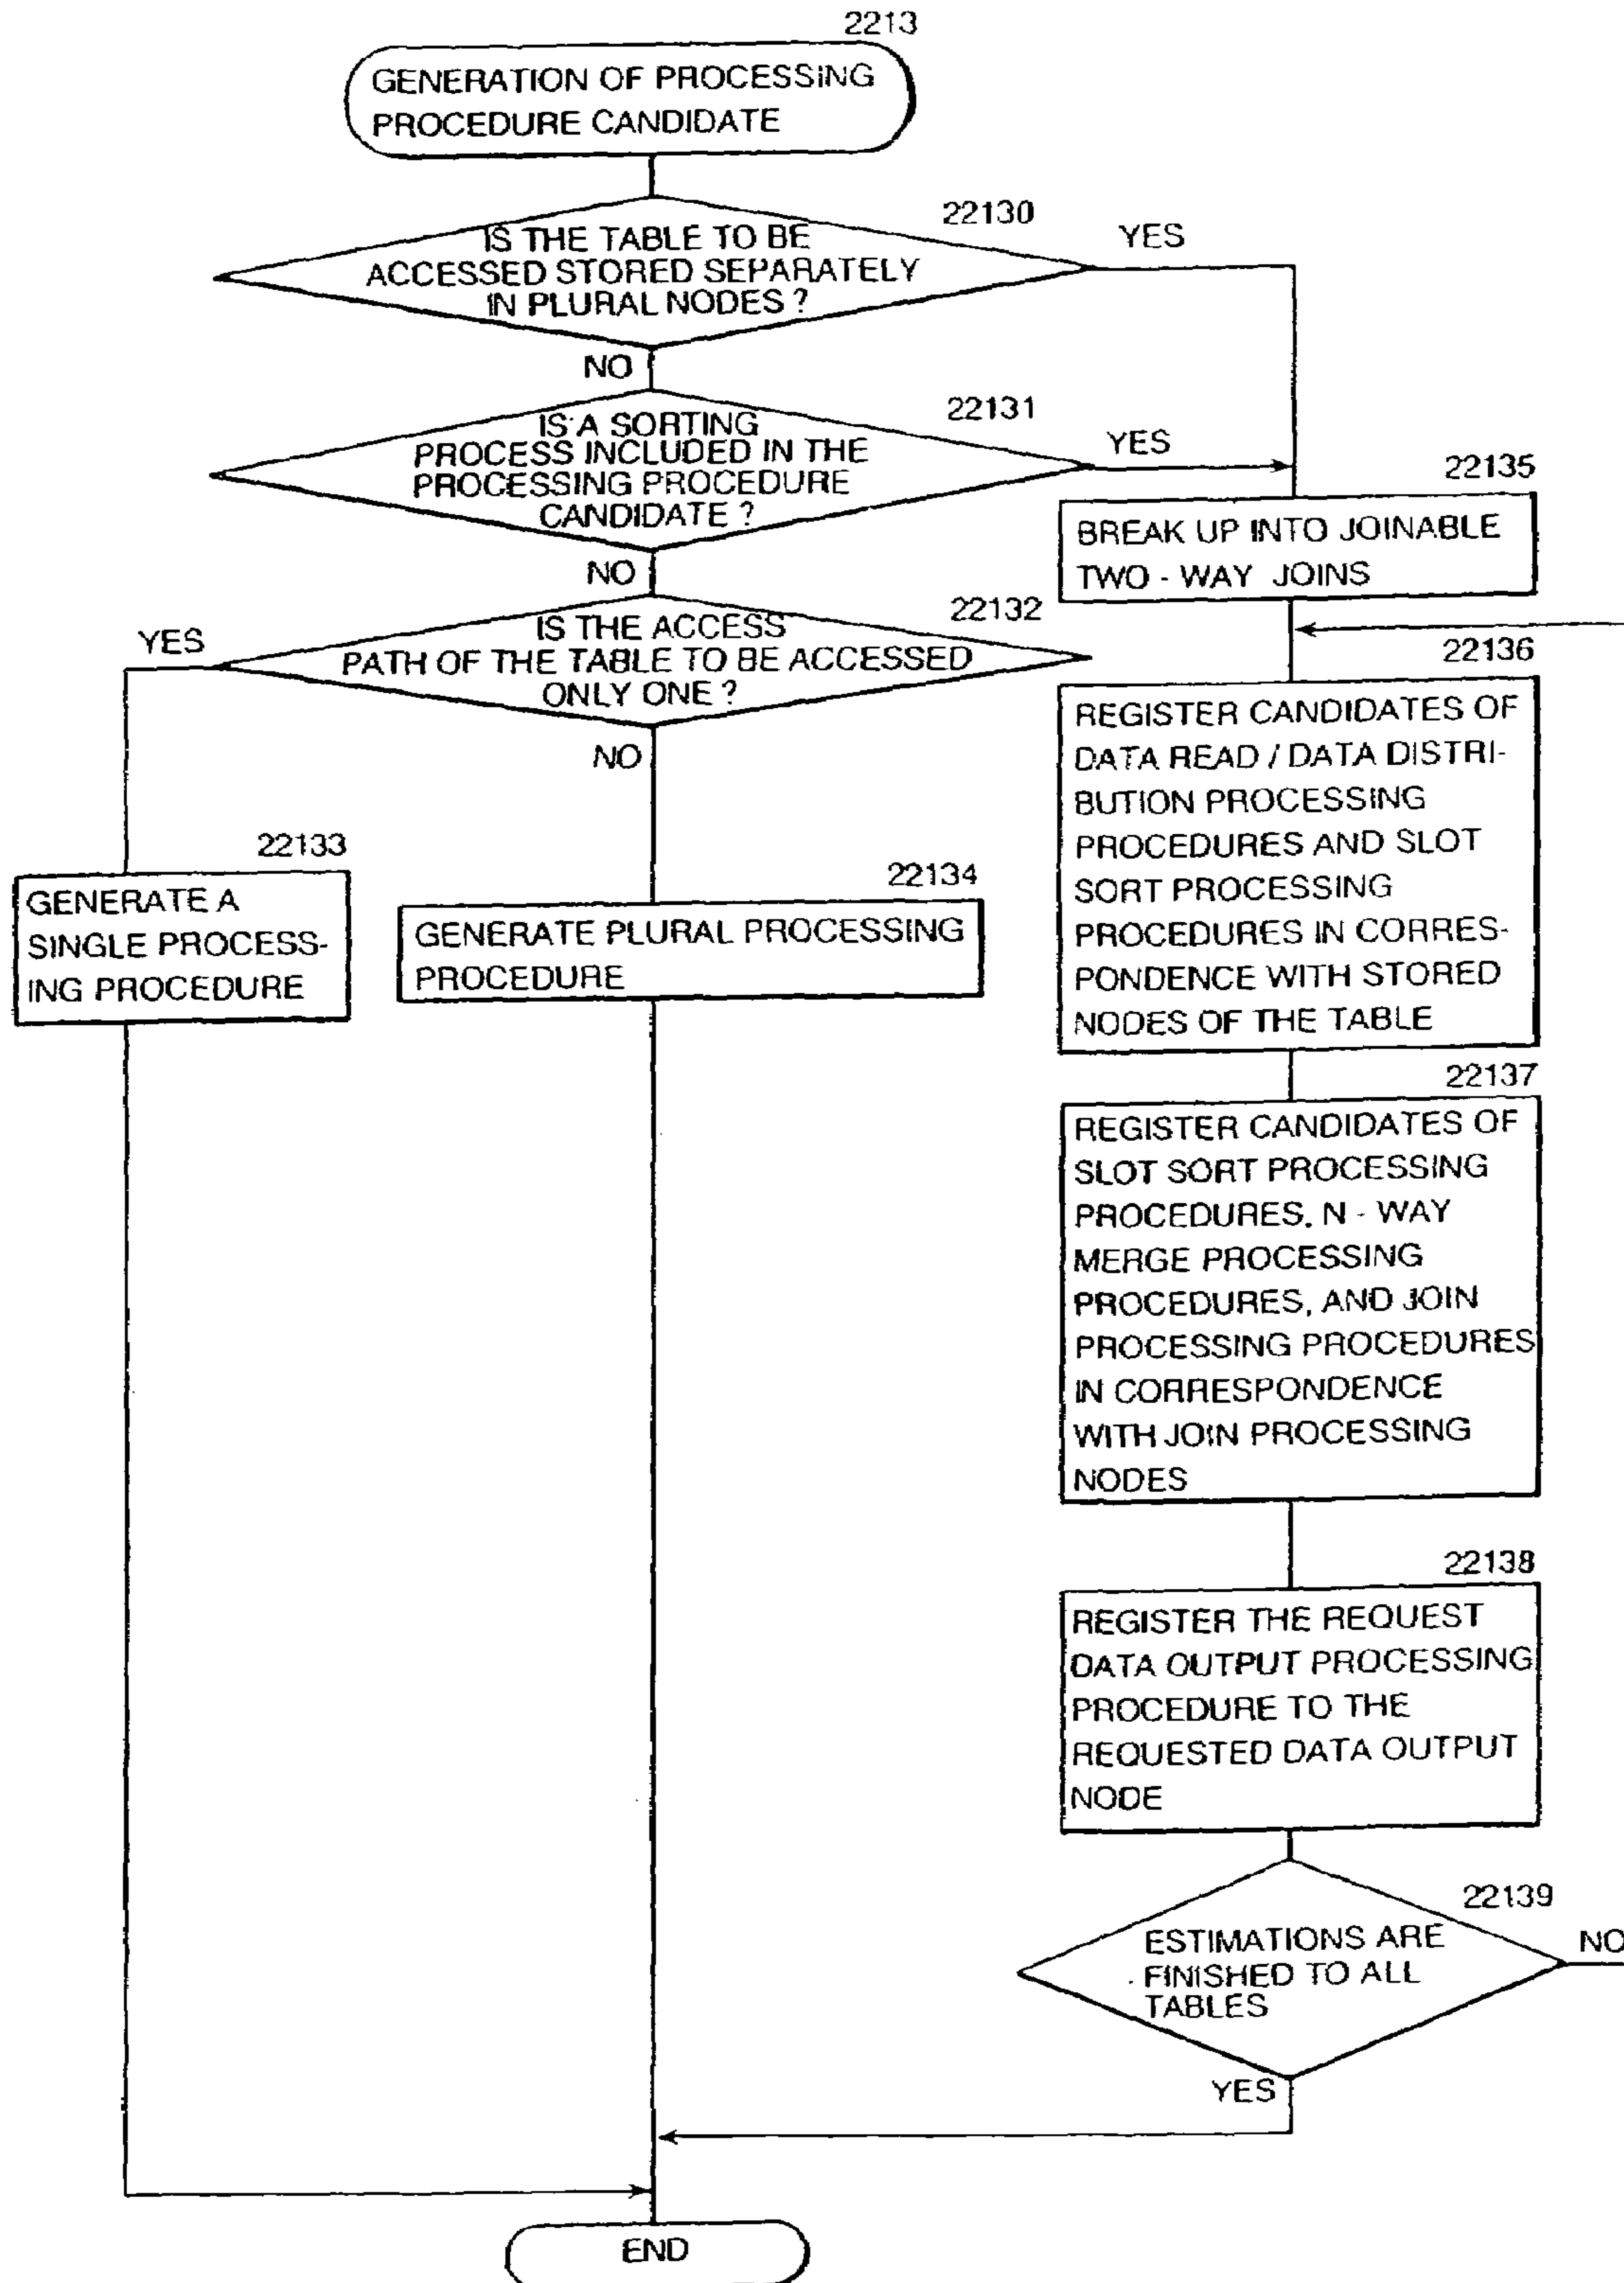 2213
GENERATION OF PROCESSING
PROCEDURE CANDIDATE
22130
IS THE TABLE TO BE
ACCESSED STORED SEPARATELY
IN PLURAL NODES ?
YES
NO
22131
IS A SORTING
PROCESS INCLUDED IN THE
PROCESSING PROCEDURE
CANDIDATE ?
YES
NO
22132
IS THE ACCESS
PATH OF THE TABLE TO BE ACCESSED
ONLY ONE ?
YES
NO
22133
GENERATE A
SINGLE PROCESS-
ING PROCEDURE
22134
GENERATE PLURAL PROCESSING
PROCEDURE
22135
BREAK UP INTO JOINABLE
TWO - WAY JOINS
22136
REGISTER CANDIDATES OF
DATA READ / DATA DISTRI-
BUTION PROCESSING
PROCEDURES AND SLOT
SORT PROCESSING
PROCEDURES IN CORRES-
PONDENCE WITH STORED
NODES OF THE TABLE
22137
REGISTER CANDIDATES OF
SLOT SORT PROCESSING
PROCEDURES, N - WAY
MERGE PROCESSING
PROCEDURES, AND JOIN
PROCESSING PROCEDURES
IN CORRESPONDENCE
WITH JOIN PROCESSING
NODES
22138
REGISTER THE REQUEST
DATA OUTPUT PROCESSING
PROCEDURE TO THE
REQUESTED DATA OUTPUT
NODE
22139
ESTIMATIONS ARE
FINISHED TO ALL
TABLES
NO
YES
END